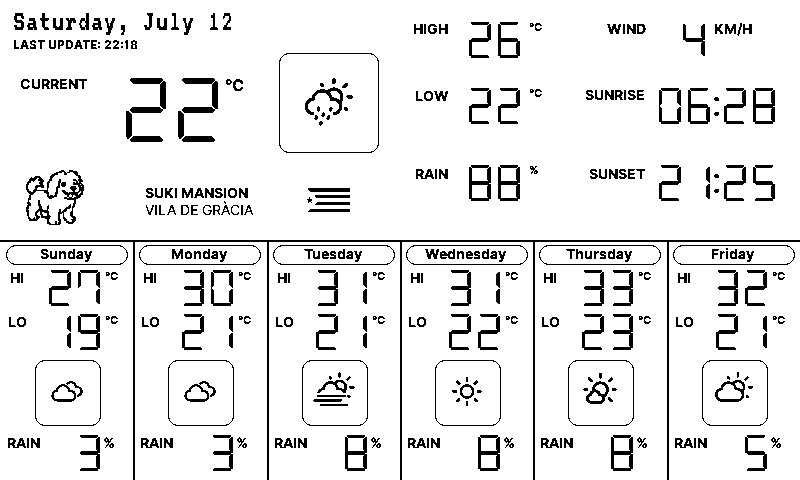 Saturday, July 12
LAST UPDATE: 22:18
CURRENT 22 °C
SUKI MANSION
VILA DE GRÀCIA
HIGH 26 °C
LOW 22 °C
RAIN 88 %
WIND 4 KM/H
SUNRISE 06:28
SUNSET 21:25
Sunday
HI 27 °C
LO 19 °C
RAIN 3 %
Monday
HI 30 °C
LO 21 °C
RAIN 3 %
Tuesday
HI 31 °C
LO 21 °C
RAIN 8 %
Wednesday
HI 31 °C
LO 22 °C
RAIN 8 %
Thursday
HI 33 °C
LO 23 °C
RAIN 8 %
Friday
HI 32 °C
LO 21 °C
RAIN 5 %